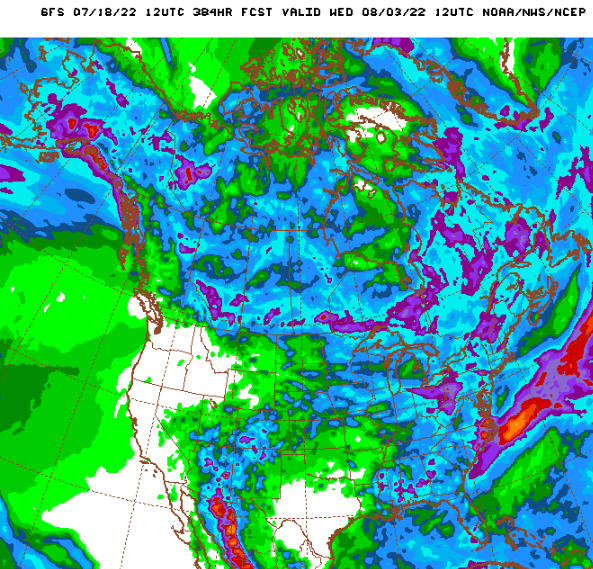 GFS 07/18/22 12UTC 384HR FCST VALID WED 08/03/22 12UTC NOAA/NWS/NCEP